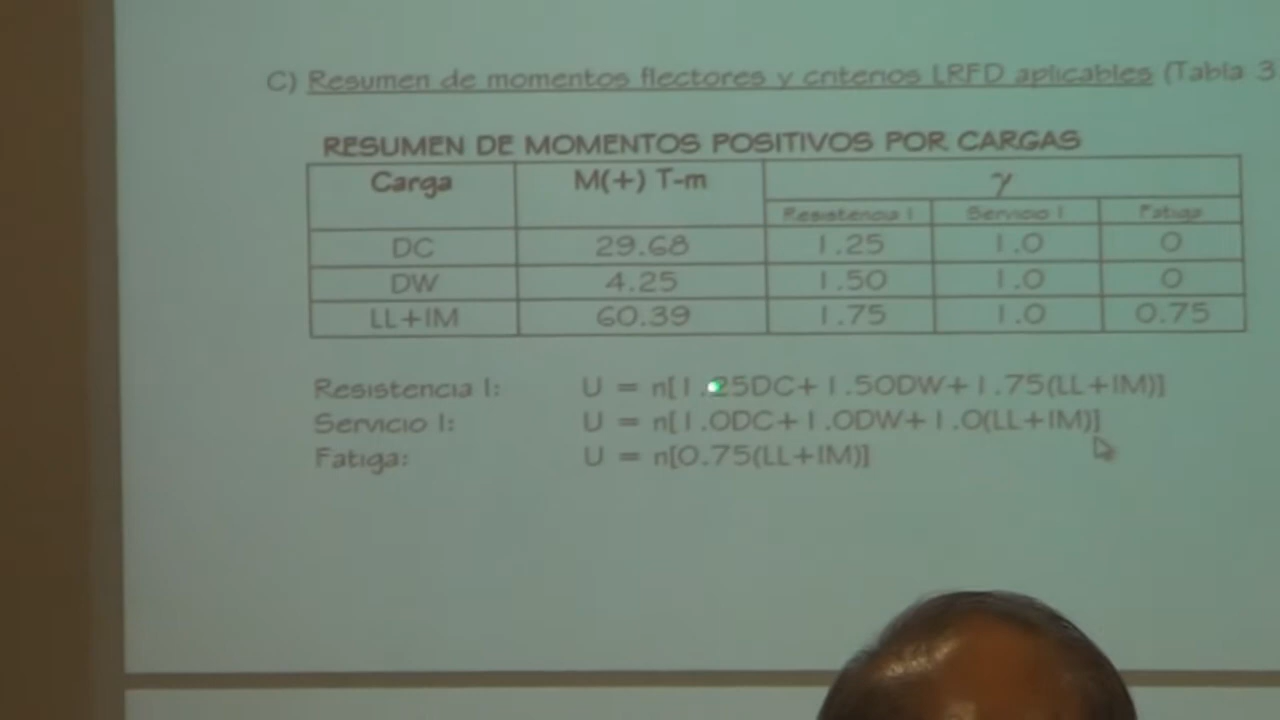 C) Resumen de momentos flectores y criterios LRFD aplicables (Tabla 3
RESUMEN DE MOMENTOS POSITIVOS POR CARGAS
Carga M(+) T-m γ
Resistencia I Servicio I Fatiga
DC 29.68 1.25 1.0 0
DW 4.25 1.50 1.0 0
LL+IM 60.39 1.75 1.0 0.75
Resistencia I: U = n[1.25DC+1.50DW+1.75(LL+IM)]
Servicio I: U = n[1.0DC+1.0DW+1.0(LL+IM)]
Fatiga: U = n[0.75(LL+IM)]